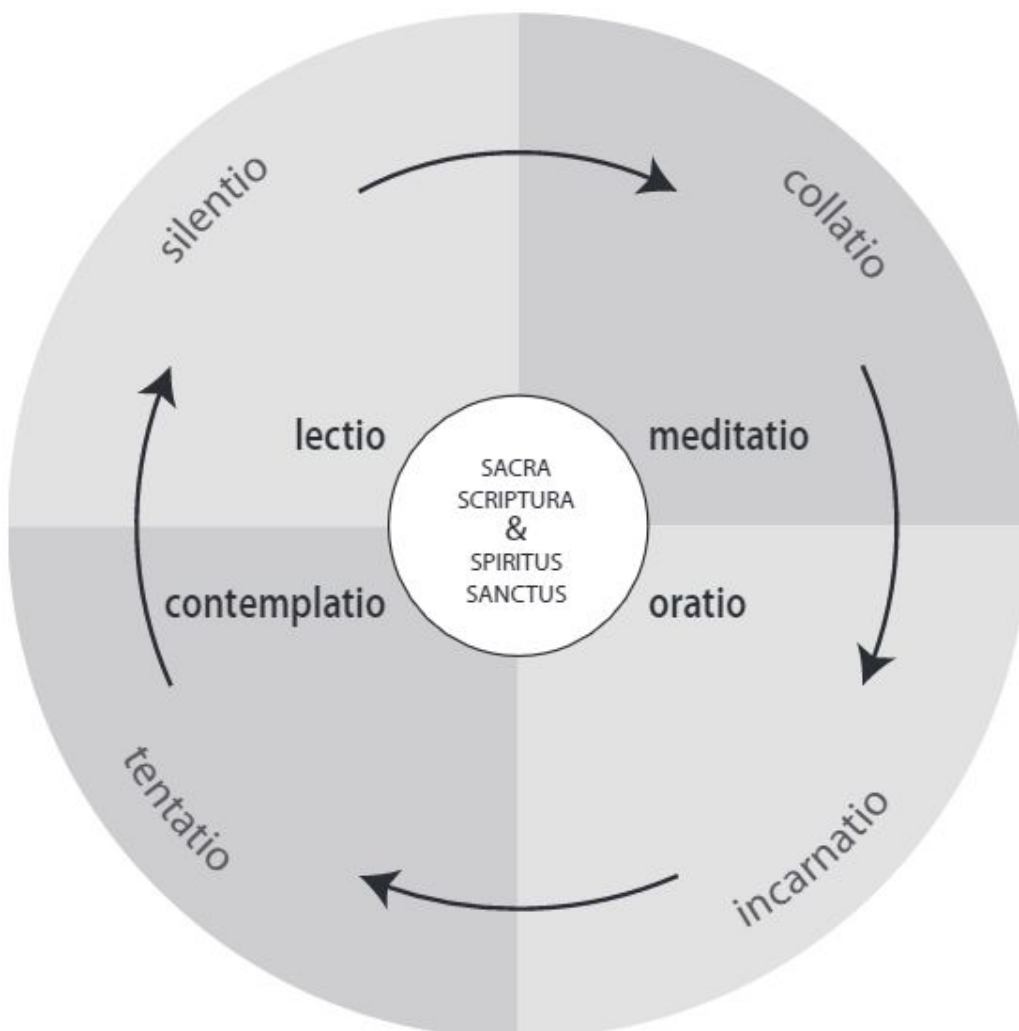 silentio
collatio
lectio
meditatio
SACRA
SCRIPTURA
&
SPIRITUS
SANCTUS
contemplatio
oratio
tentatio
incarnatio